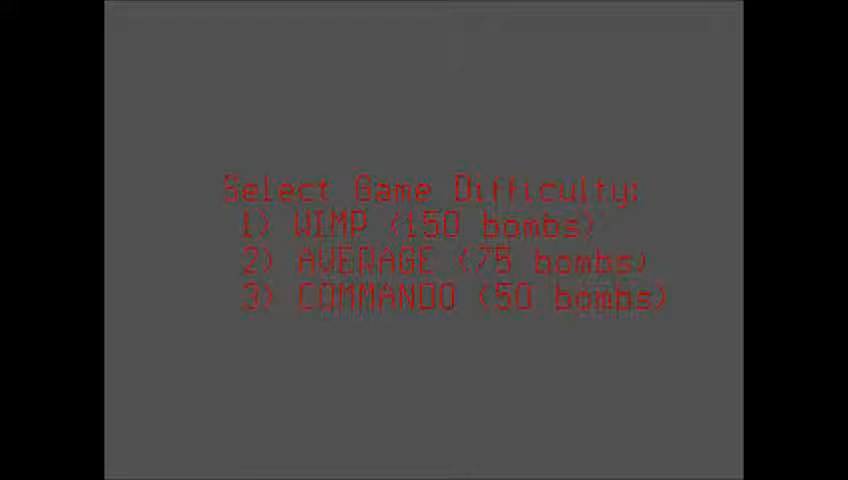 Select Game Difficulty:
1) WIMP (150 bombs)
2) AVERAGE (75 bombs)
3) COMMANDO (50 bombs)